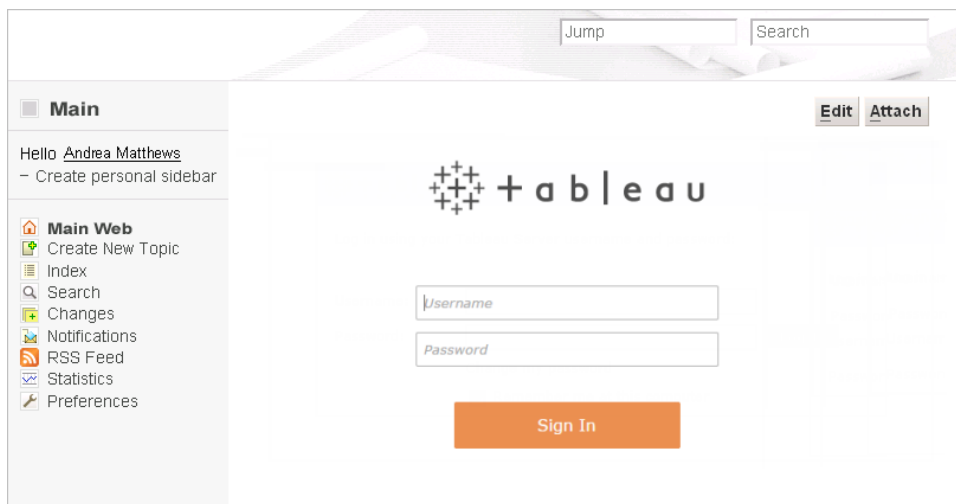 Jump
Search
Main
Edit Attach
Hello Andrea Matthews
– Create personal sidebar
Main Web
Create New Topic
Index
Search
Changes
Notifications
RSS Feed
Statistics
Preferences
+ableau
Username
Password
Sign In